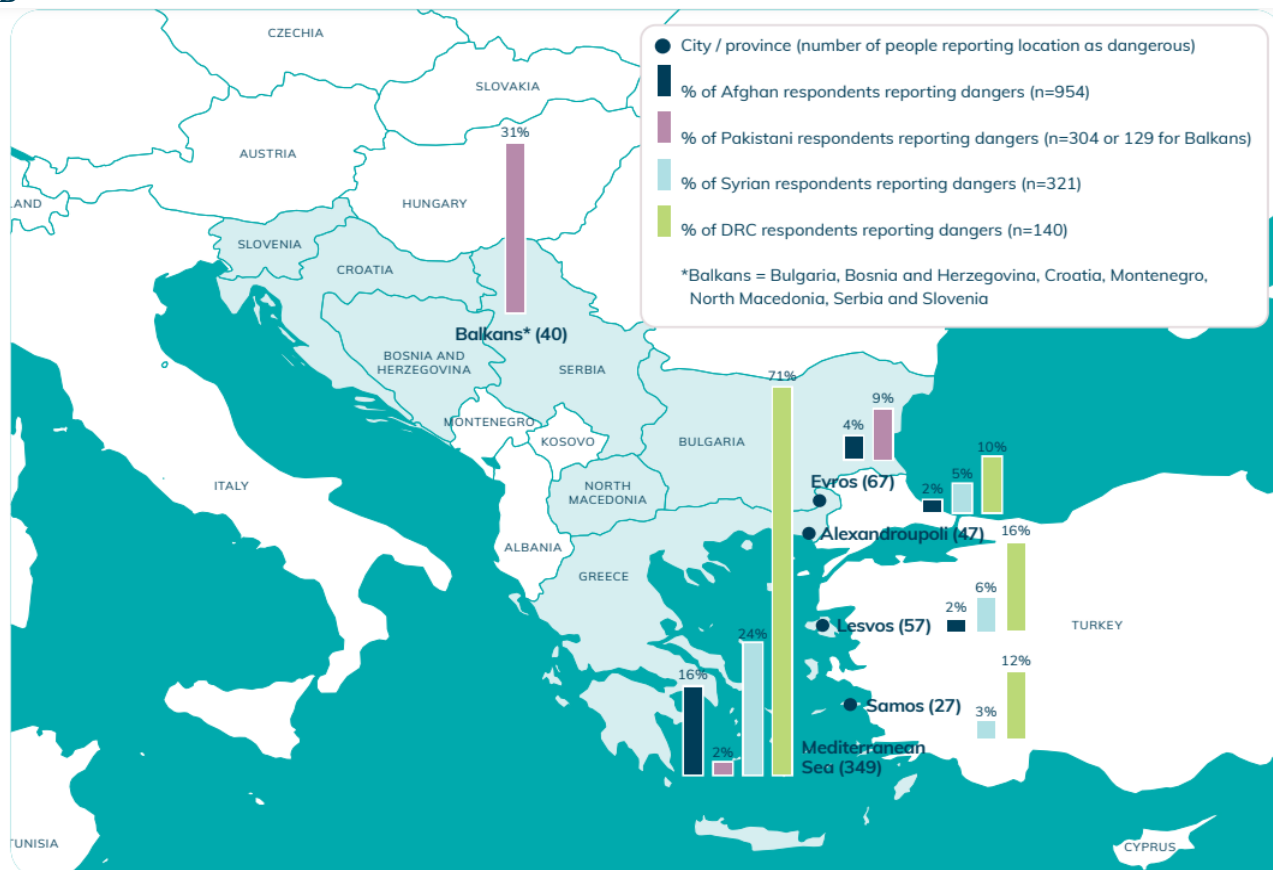 CZECHIA
SLOVAKIA
AUSTRIA
LAND
HUNGARY
SLOVENIA
CROATIA
BOSNIA AND
HERZEGOVINA
SERBIA
MONTENEGRO
KOSOVO
BULGARIA
NORTH
MACEDONIA
ITALY
ALBANIA
GREECE
TURKEY
TUNISIA
CYPRUS
City / province (number of people reporting location as dangerous)
% of Afghan respondents reporting dangers (n=954)
% of Pakistani respondents reporting dangers (n=304 or 129 for Balkans)
% of Syrian respondents reporting dangers (n=321)
% of DRC respondents reporting dangers (n=140)
*Balkans = Bulgaria, Bosnia and Herzegovina, Croatia, Montenegro,
North Macedonia, Serbia and Slovenia
31%
Balkans* (40)
4%
9%
Evros (67)
2%
5%
10%
Alexandroupoli (47)
2%
6%
16%
Lesvos (57)
3%
12%
Samos (27)
16%
2%
24%
71%
Mediterranean
Sea (349)